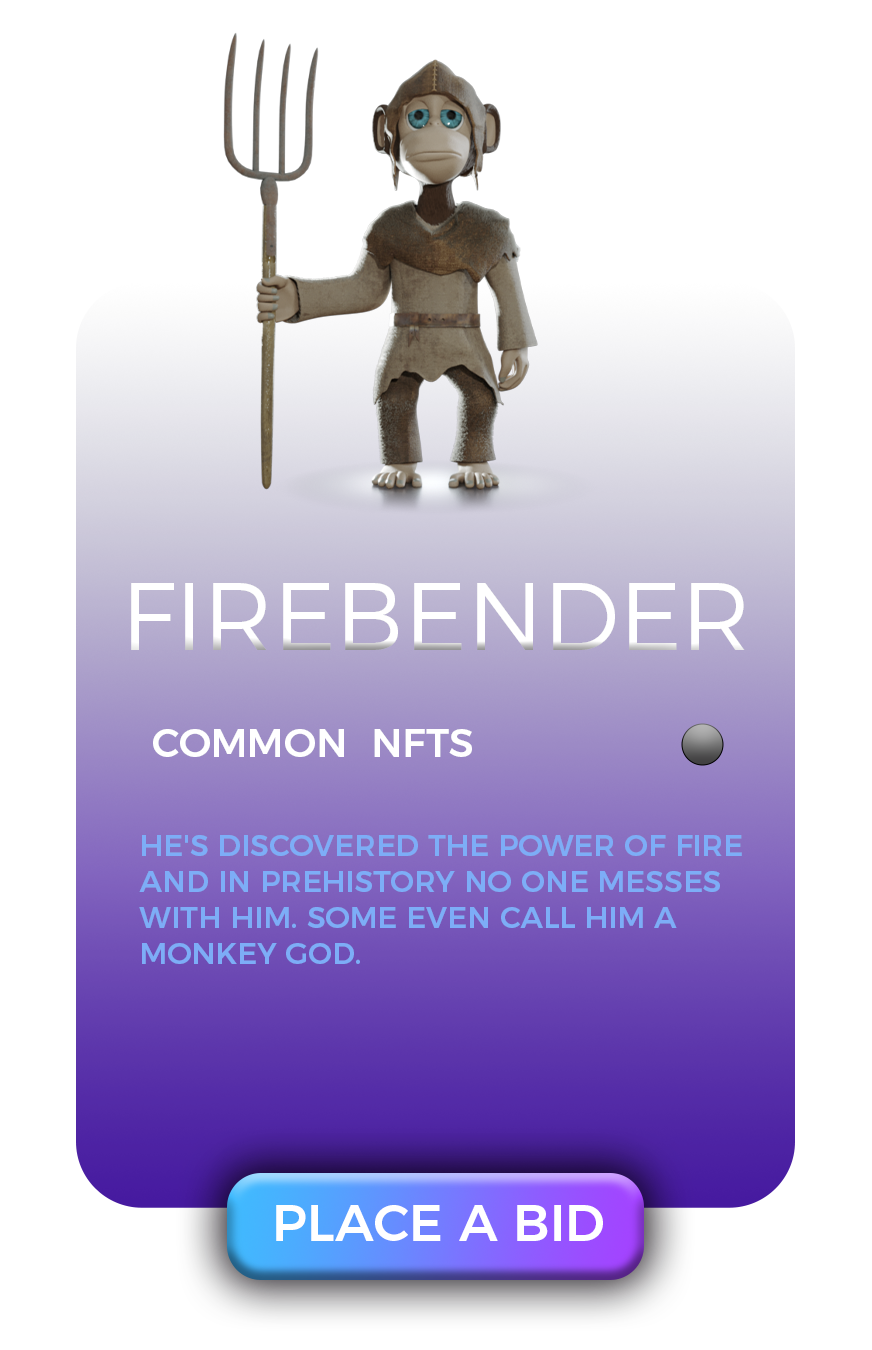 FIREBENDER
COMMON NFTS
HE'S DISCOVERED THE POWER OF FIRE
AND IN PREHISTORY NO ONE MESSES
WITH HIM. SOME EVEN CALL HIM A
MONKEY GOD.
PLACE A BID